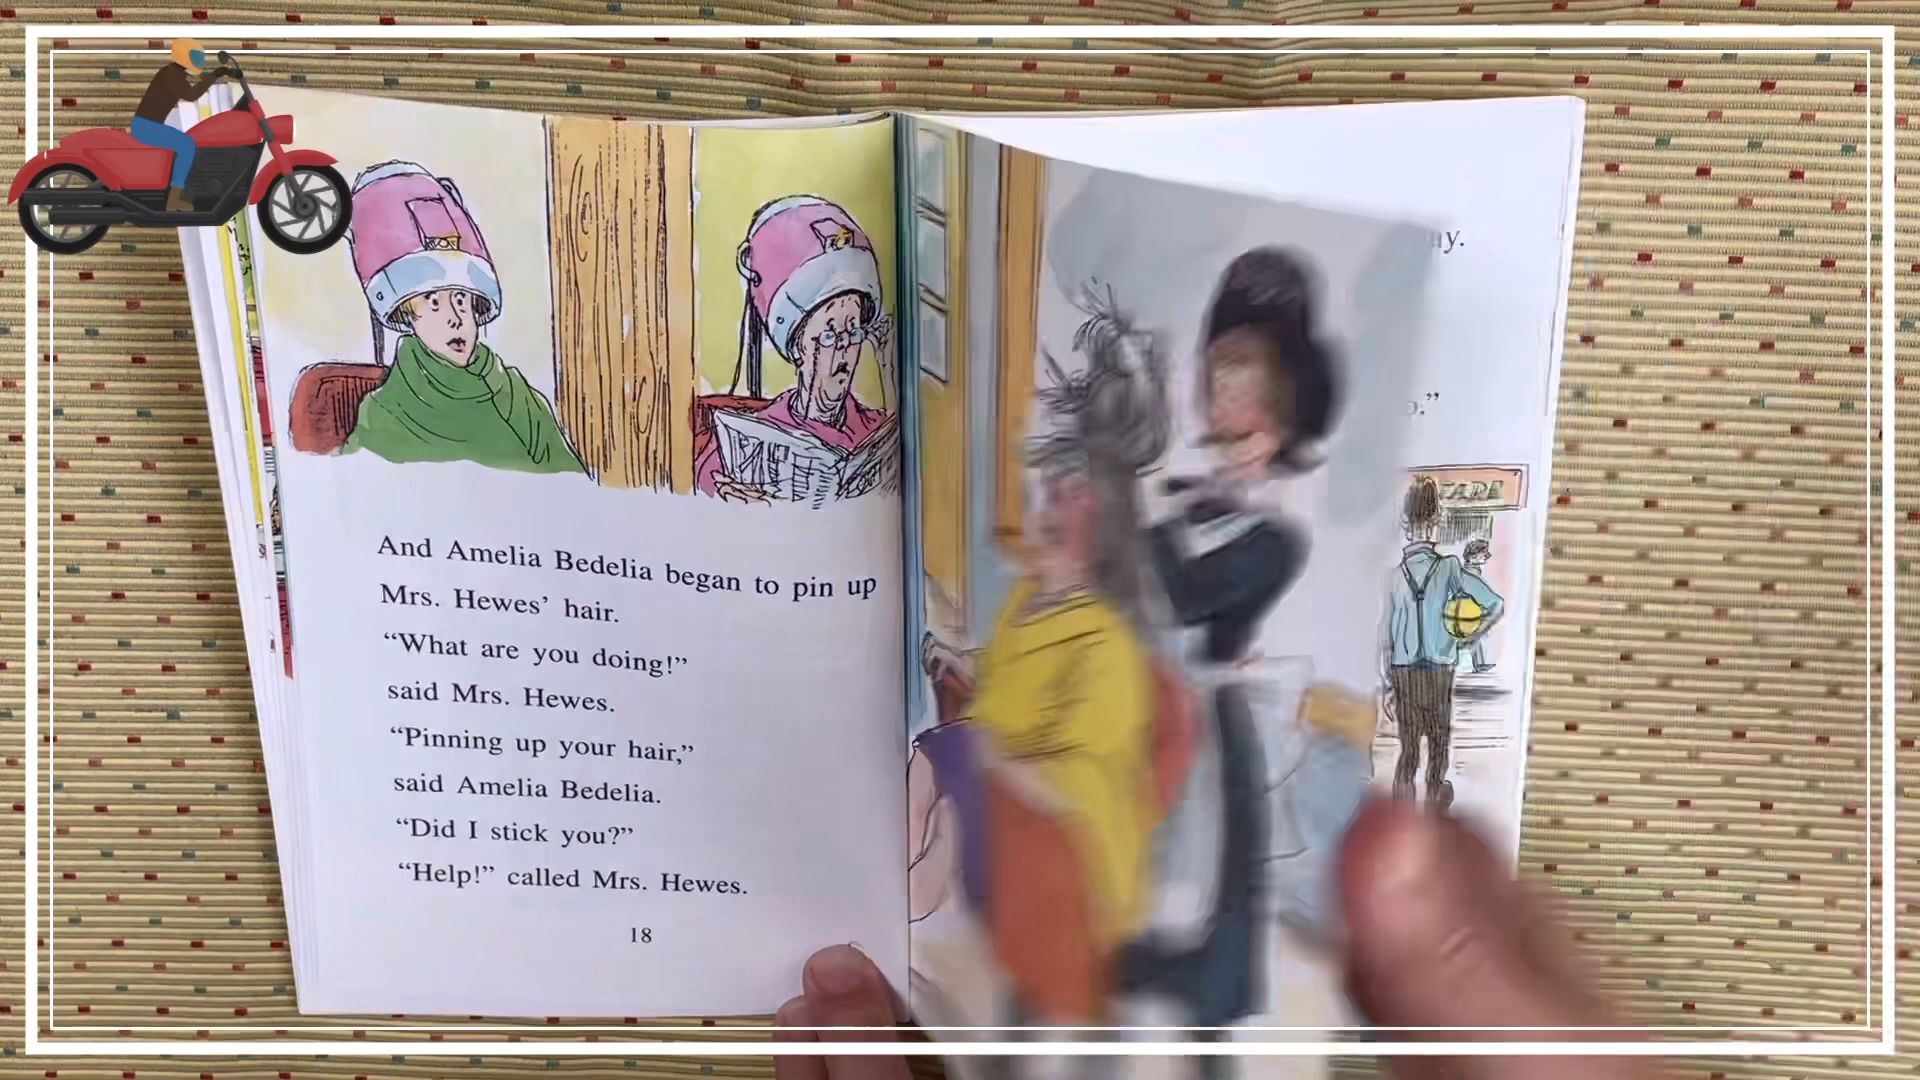 And Amelia Bedelia began to pin up
Mrs. Hewes’ hair.
“What are you doing!”
said Mrs. Hewes.
“Pinning up your hair,”
said Amelia Bedelia.
“Did I stick you?”
“Help!” called Mrs. Hewes.
18